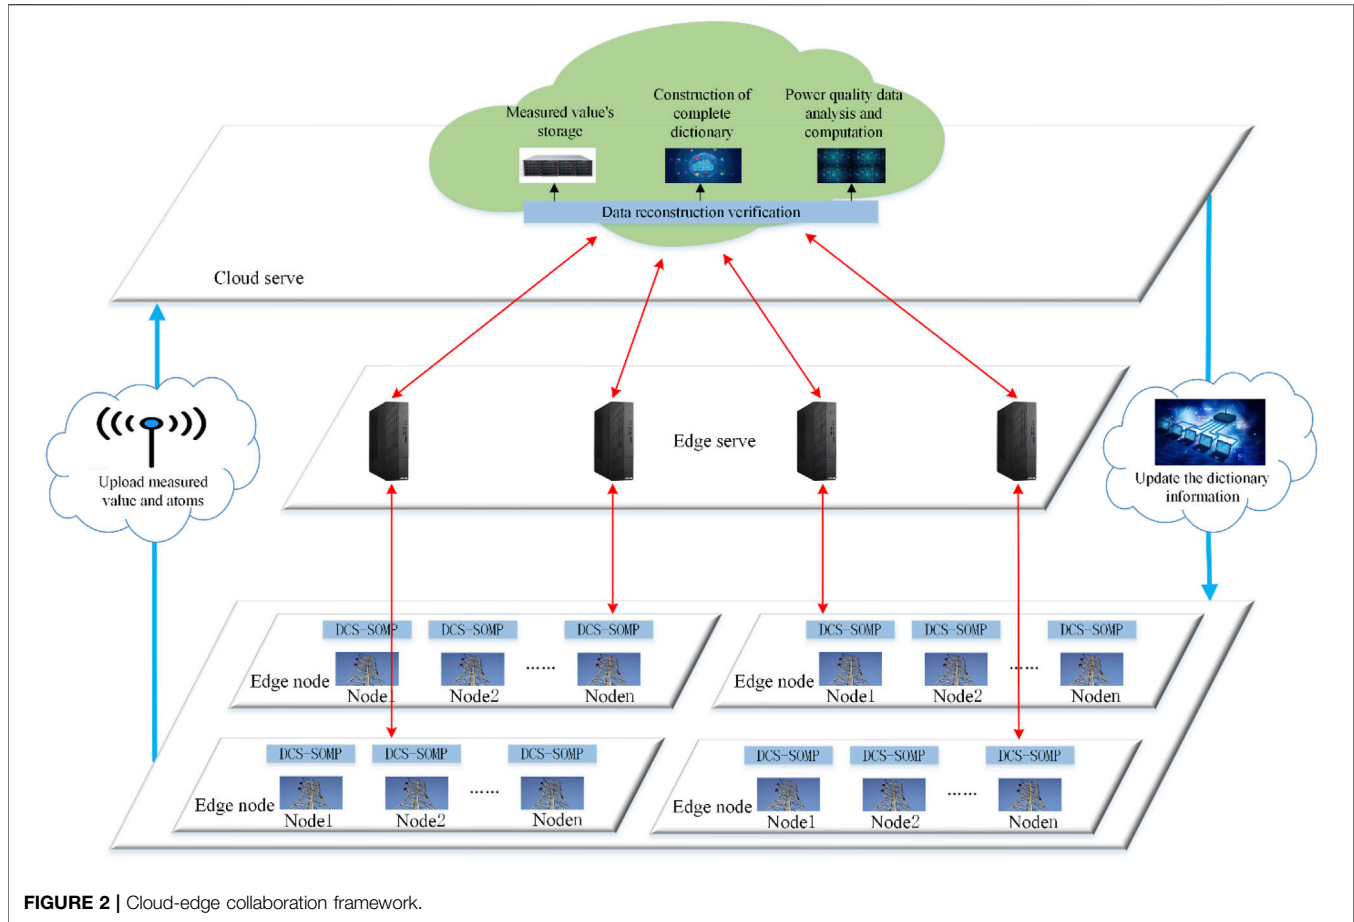 Measured value's
storage
Construction of
complete
dictionary
Power quality data
analysis and
computation
Data reconstruction verification
Cloud serve
Upload measured
value and atoms
Edge serve
Update the dictionary
information
DCS-SOMP
DCS-SOMP
DCS-SOMP
Edge node
Node1
Node2
......
Noden
DCS-SOMP
DCS-SOMP
DCS-SOMP
Edge node
Node1
Node2
......
Noden
DCS-SOMP
DCS-SOMP
DCS-SOMP
Edge node
Node1
Node2
......
Noden
DCS-SOMP
DCS-SOMP
DCS-SOMP
Edge node
Node1
Node2
......
Noden
FIGURE 2 | Cloud-edge collaboration framework.